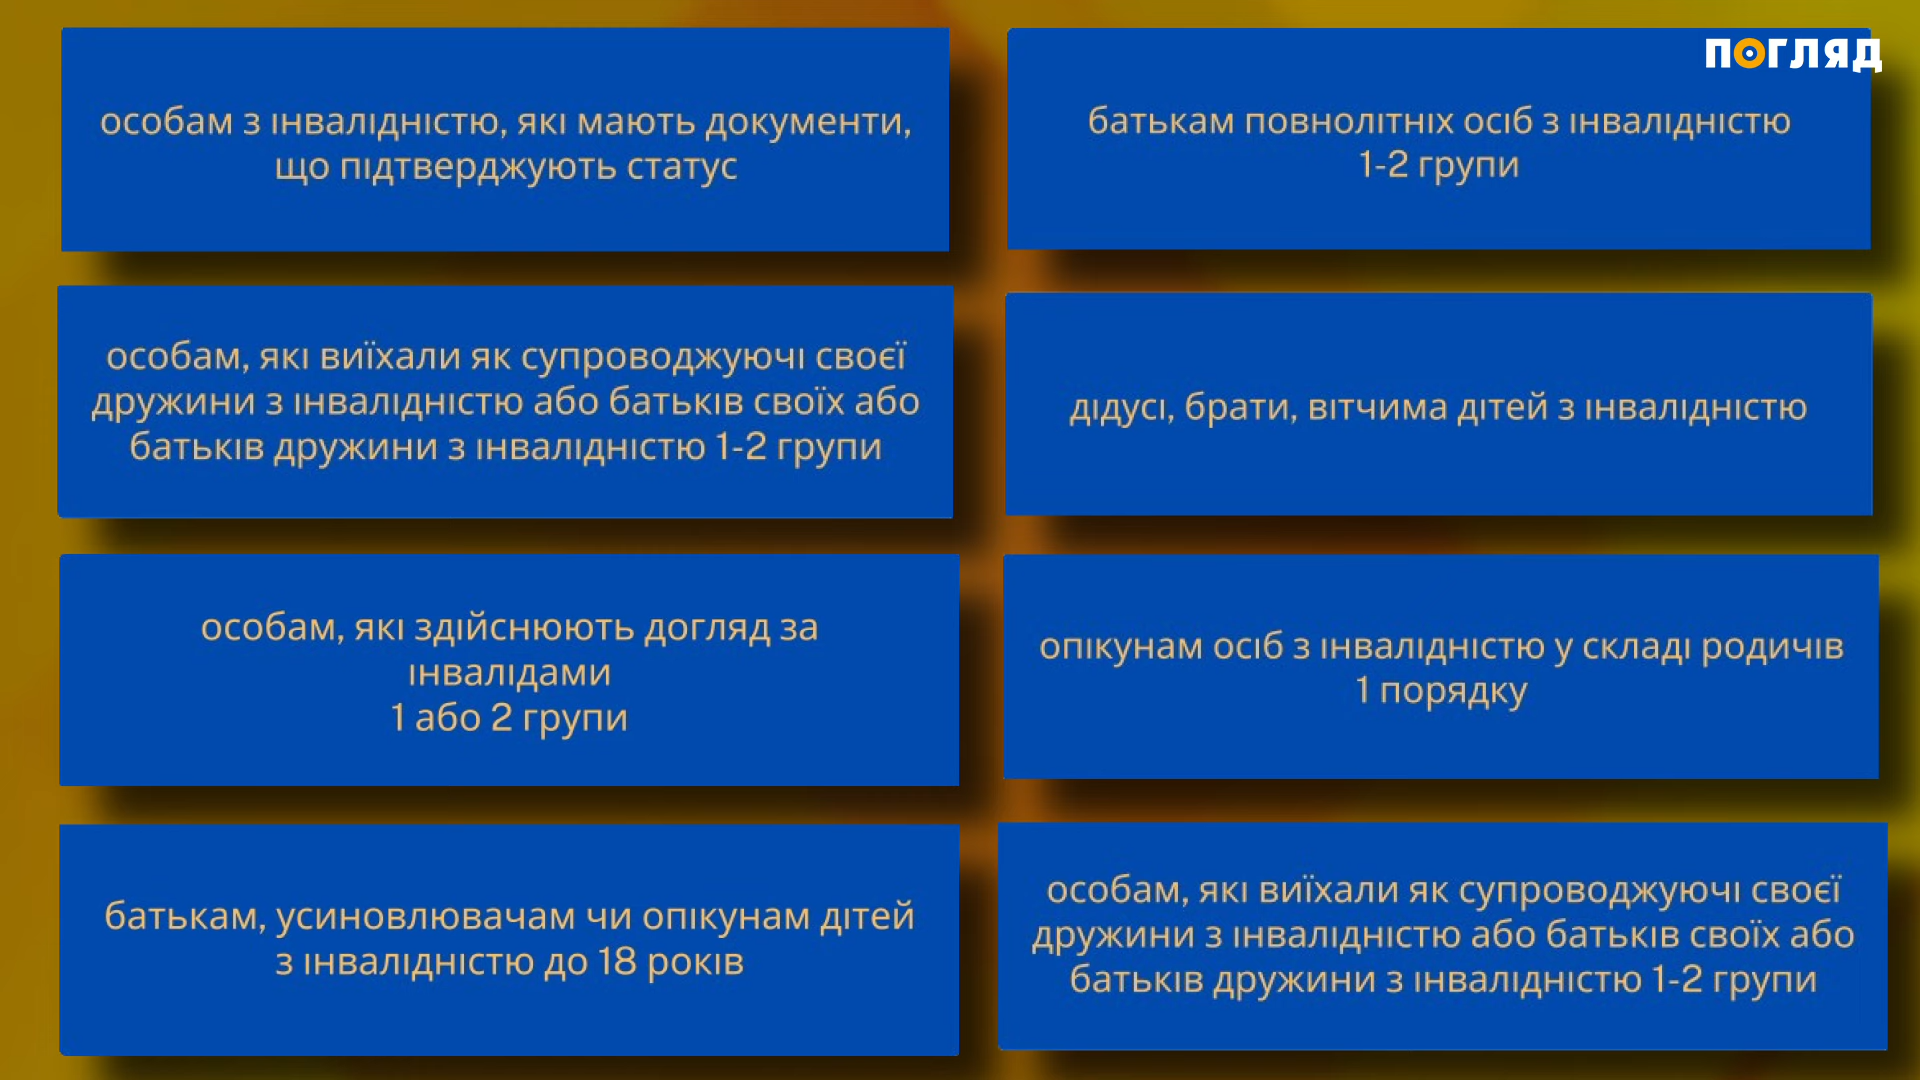 особам з інвалідністю, які мають документи,
що підтверджують статус
ПОГЛЯД
батькам повнолітніх осіб з інвалідністю
1-2 групи
особам, які виїхали як супроводжуючі своєї
дружини з інвалідністю або батьків своїх або
батьків дружини з інвалідністю 1-2 групи
дідусі, брати, вітчима дітей з інвалідністю
особам, які здійснюють догляд за
інвалідами
1 або 2 групи
опікунам осіб з інвалідністю у складі родичів
1 порядку
батькам, усиновлювачам чи опікунам дітей
з інвалідністю до 18 років
особам, які виїхали як супроводжуючі своєї
дружини з інвалідністю або батьків своїх або
батьків дружини з інвалідністю 1-2 групи